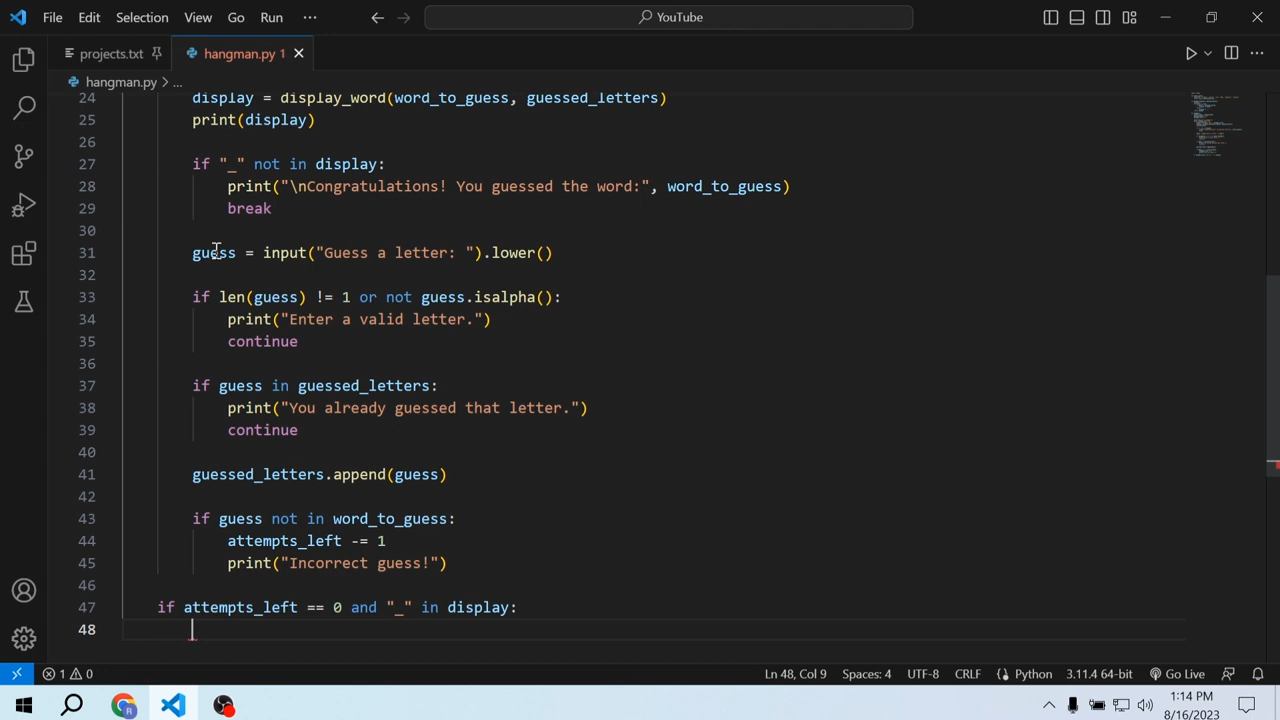 File Edit Selection View Go Run ··· YouTube
projects.txt hangman.py 1
hangman.py > ...
24 display = display_word(word_to_guess, guessed_letters)
25 print(display)
26
27 if "_" not in display:
28 print("\nCongratulations! You guessed the word:", word_to_guess)
29 break
30
31 guess = input("Guess a letter: ").lower()
32
33 if len(guess) != 1 or not guess.isalpha():
34 print("Enter a valid letter.")
35 continue
36
37 if guess in guessed_letters:
38 print("You already guessed that letter.")
39 continue
40
41 guessed_letters.append(guess)
42
43 if guess not in word_to_guess:
44 attempts_left -= 1
45 print("Incorrect guess!")
46
47 if attempts_left == 0 and "_" in display:
48
1 0 Ln 48, Col 9 Spaces: 4 UTF-8 CRLF Python 3.11.4 64-bit Go Live
1:14 PM
8/16/2023